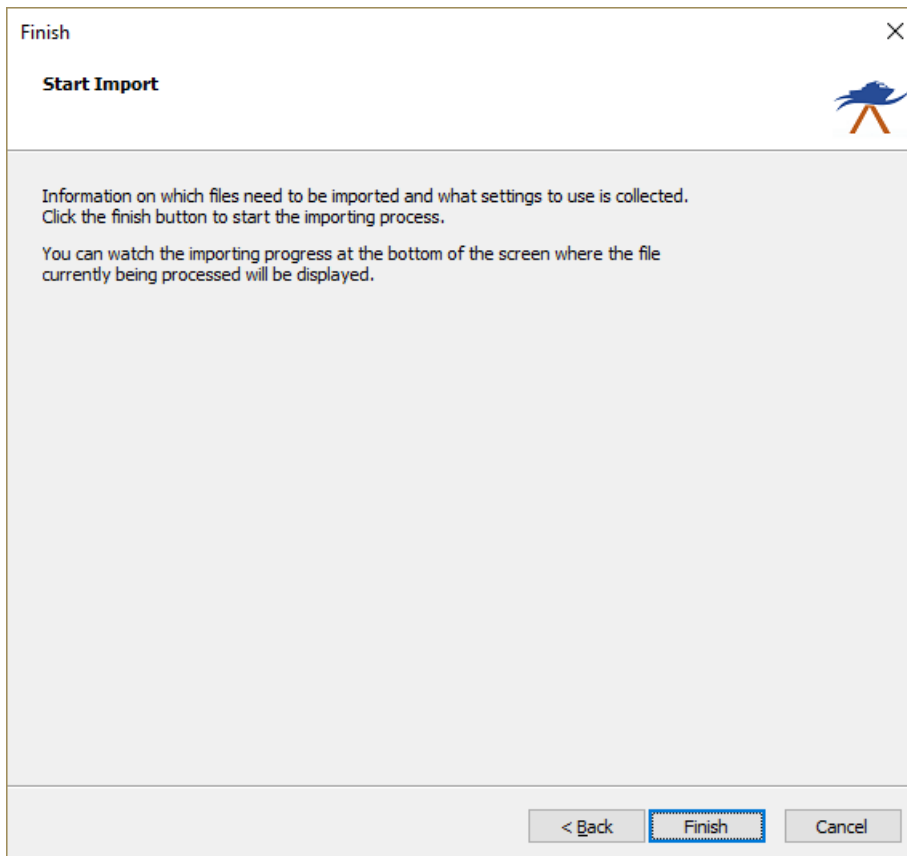 Finish
Start Import
Information on which files need to be imported and what settings to use is collected.
Click the finish button to start the importing process.
You can watch the importing progress at the bottom of the screen where the file
currently being processed will be displayed.
< Back
Finish
Cancel